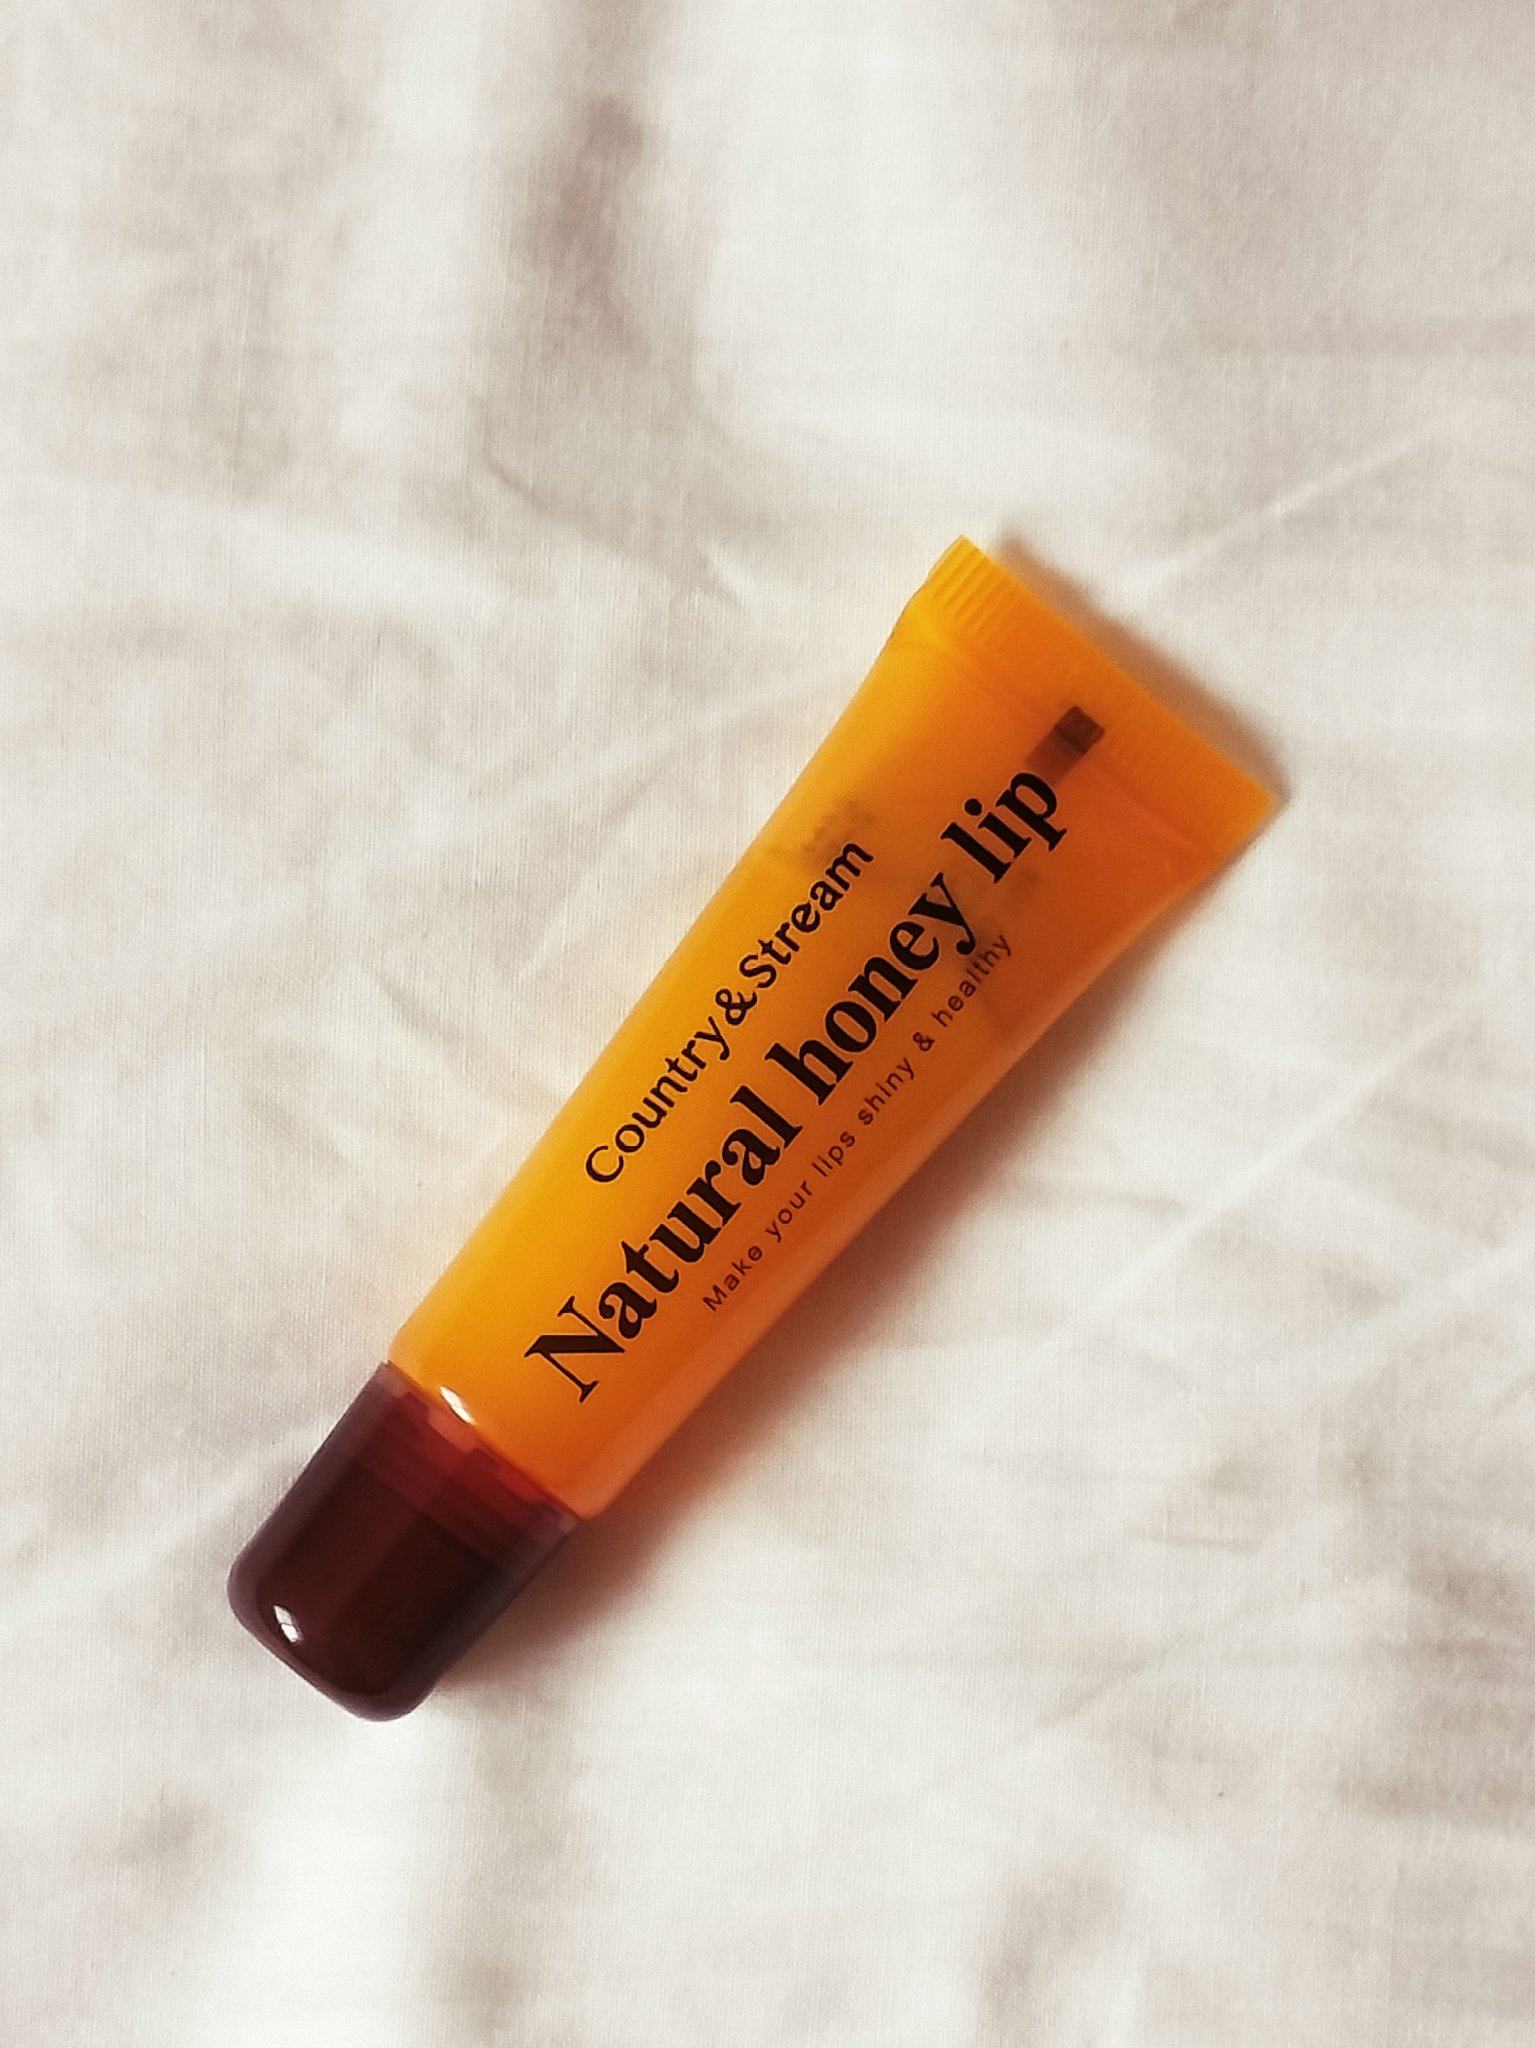 Country&Stream
Natural honey lip
Make your lips shiny & healthy